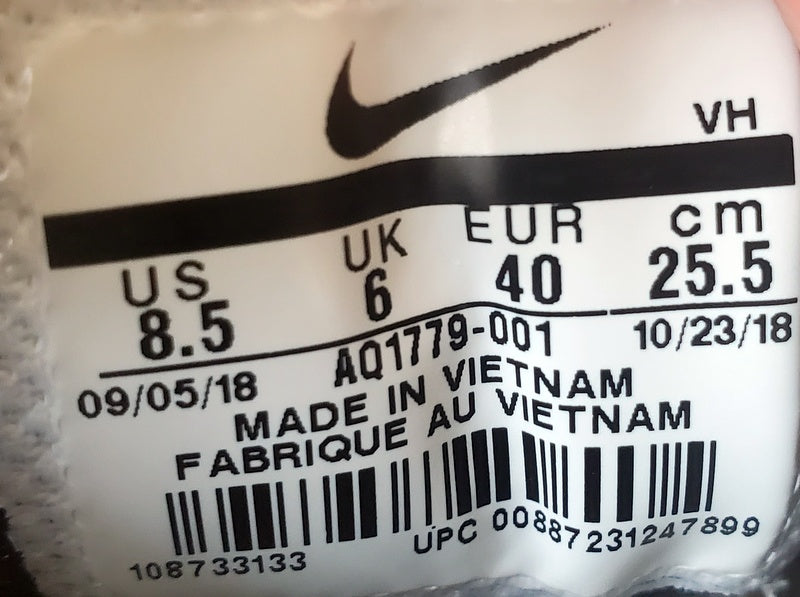 VH
US UK EUR cm
8.5 6 40 25.5
09/05/18 AQ1779-001 10/23/18
MADE IN VIETNAM
FABRIQUE AU VIETNAM
108733133 UPC 00887231247899